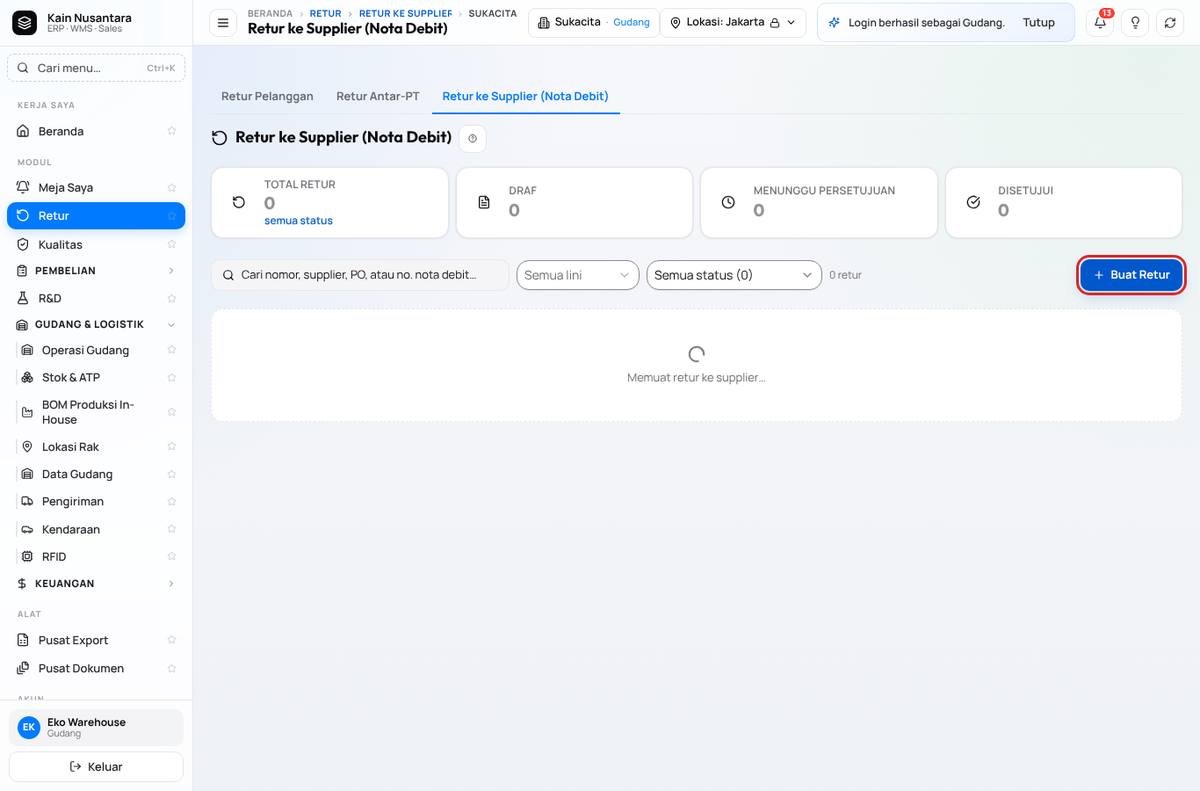 Kain Nusantara
ERP · WMS · Sales
Cari menu...
Ctrl+K
KERJA SAYA
Beranda
MODUL
Meja Saya
Retur
Kualitas
PEMBELIAN
R&D
GUDANG & LOGISTIK
Operasi Gudang
Stok & ATP
BOM Produksi In-
House
Lokasi Rak
Data Gudang
Pengiriman
Kendaraan
RFID
KEUANGAN
ALAT
Pusat Export
Pusat Dokumen
AKUN
EK
Eko Warehouse
Gudang
Keluar
BERANDA > RETUR > RETUR KE SUPPLIER > SUKACITA
Retur ke Supplier (Nota Debit)
Sukacita · Gudang
Lokasi: Jakarta
Login berhasil sebagai Gudang.
Tutup
13
Retur Pelanggan
Retur Antar-PT
Retur ke Supplier (Nota Debit)
Retur ke Supplier (Nota Debit)
TOTAL RETUR
0
semua status
DRAF
0
MENUNGGU PERSETUJUAN
0
DISETUJUI
0
Cari nomor, supplier, PO, atau no. nota debit...
Semua lini
Semua status (0)
0 retur
+ Buat Retur
Memuat retur ke supplier...